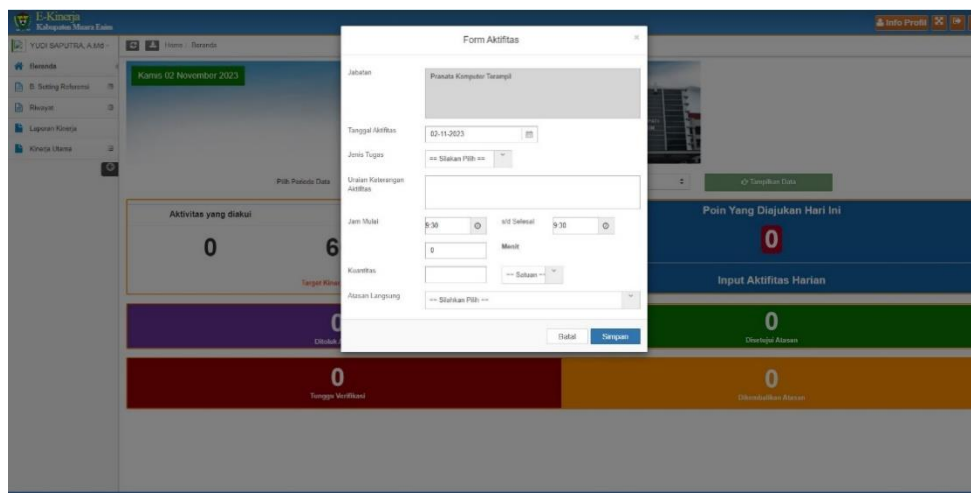 E-Kinerja
Kabupaten Muara Enim
Info Profil
YUDI SAPUTRA, A.Md
Home / Beranda
Beranda
B. Setting Referensi
Riwayat
Laporan Kinerja
Kinerja Utama
Kamis 02 November 2023
Pilih Periode Data
Tampilkan Data
Aktivitas yang diakui
0
6
Poin Yang Diajukan Hari Ini
0
Input Aktifitas Harian
0
Disetujui Atasan
0
Tunggu Verifikasi
0
Dikembalikan Atasan
Form Aktifitas
×
Jabatan
Pranata Komputer Terampil
Tanggal Aktifitas
02-11-2023
Jenis Tugas
== Silakan Pilih ==
Uraian Keterangan
Aktifitas
Jam Mulai
9:30
s/d Selesai
9:30
0
Menit
Kuantitas
== Satuan ==
Atasan Langsung
== Silahkan Pilih ==
Batal
Simpan